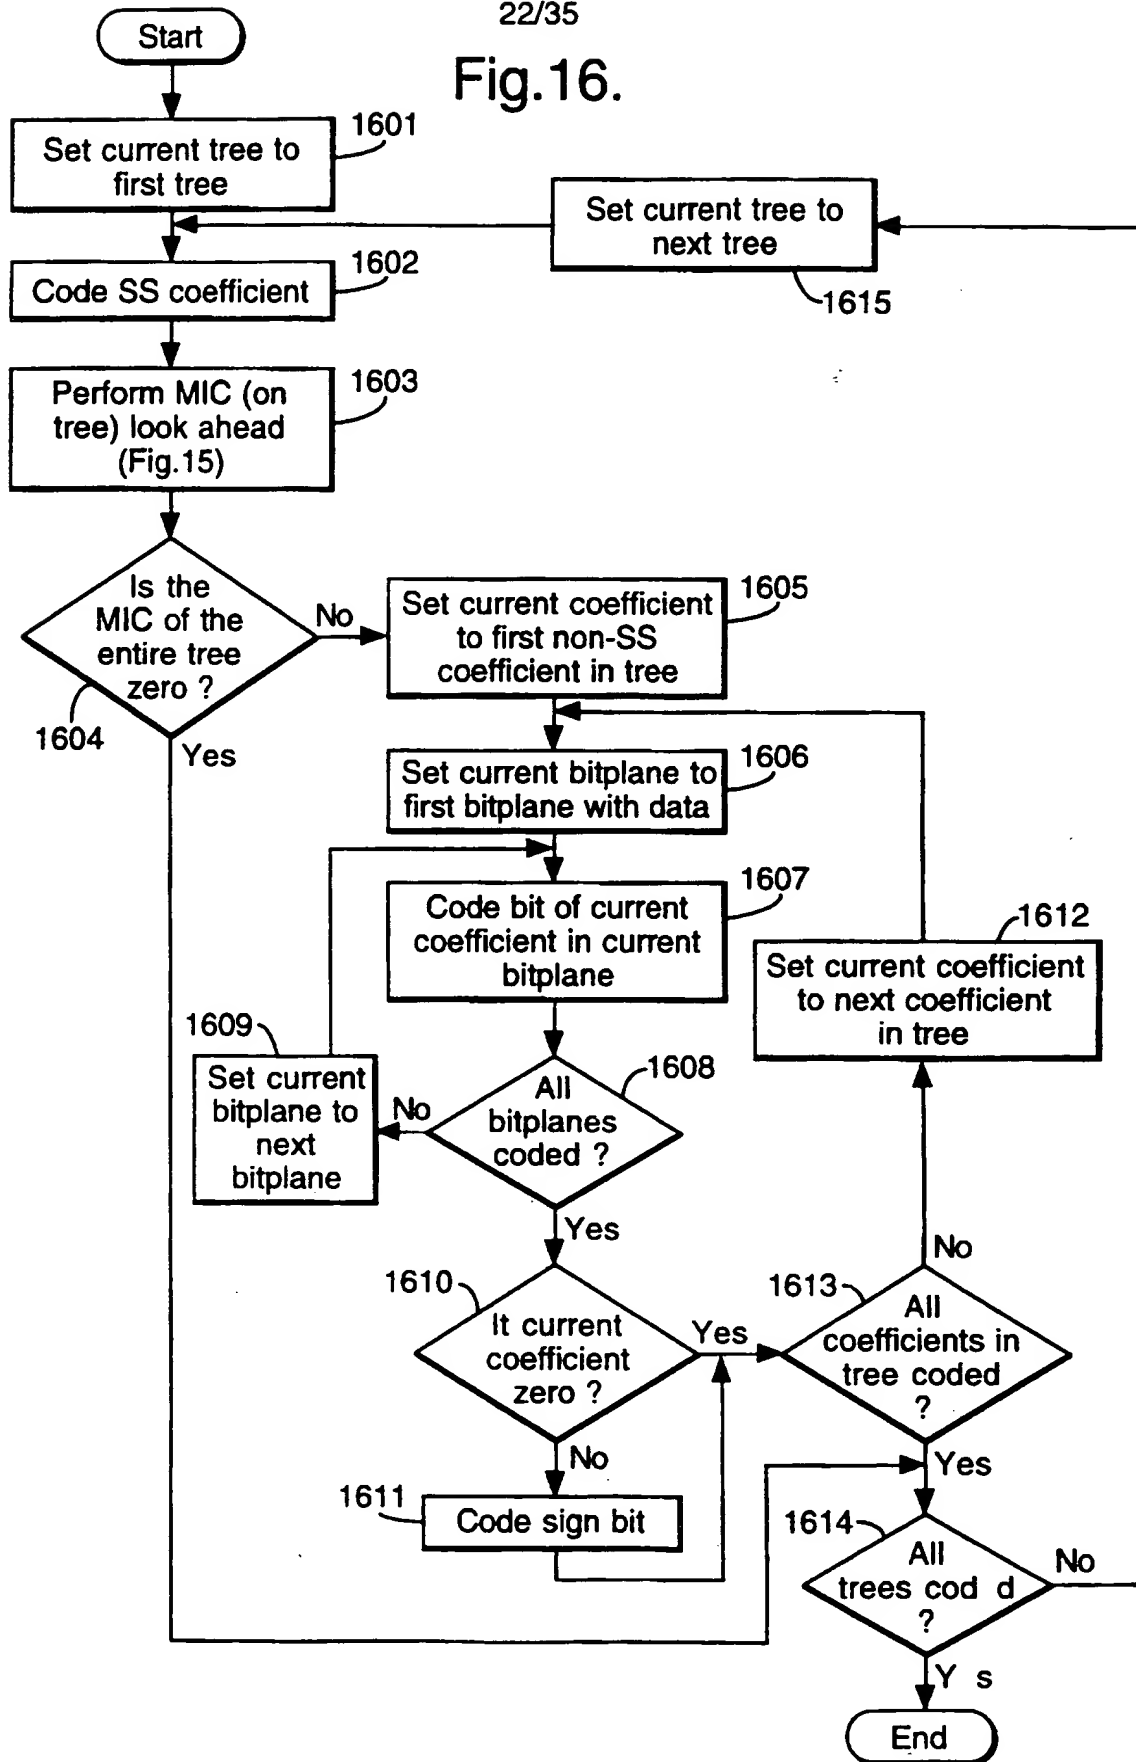 22/35
Fig.16.
Start
1601
Set current tree to
first tree
Set current tree to
next tree
1615
1602
Code SS coefficient
1603
Perform MIC (on
tree) look ahead
(Fig.15)
Is the
MIC of the
entire tree
zero ?
1604
No
Yes
1605
Set current coefficient
to first non-SS
coefficient in tree
1606
Set current bitplane to
first bitplane with data
1607
Code bit of current
coefficient in current
bitplane
1612
Set current coefficient
to next coefficient
in tree
1609
Set current
bitplane to
next
bitplane
1608
All
bitplanes
coded ?
No
Yes
1610
It current
coefficient
zero ?
Yes
No
1611
Code sign bit
1613
All
coefficients in
tree coded
?
No
Yes
1614
All
trees cod d
?
No
Y s
End